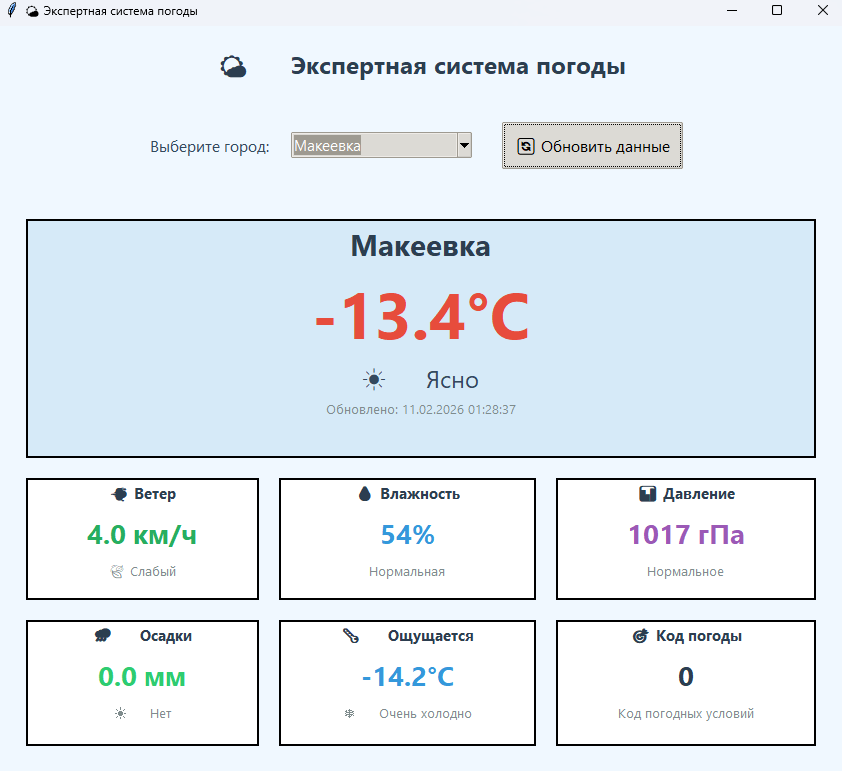 Экспертная система погоды
Экспертная система погоды
Выберите город: Макеевка Обновить данные
Макеевка
-13.4°C
Ясно
Обновлено: 11.02.2026 01:28:37
Ветер
4.0 км/ч
Слабый
Влажность
54%
Нормальная
Давление
1017 гПа
Нормальное
Осадки
0.0 мм
Нет
Ощущается
-14.2°C
Очень холодно
Код погоды
0
Код погодных условий